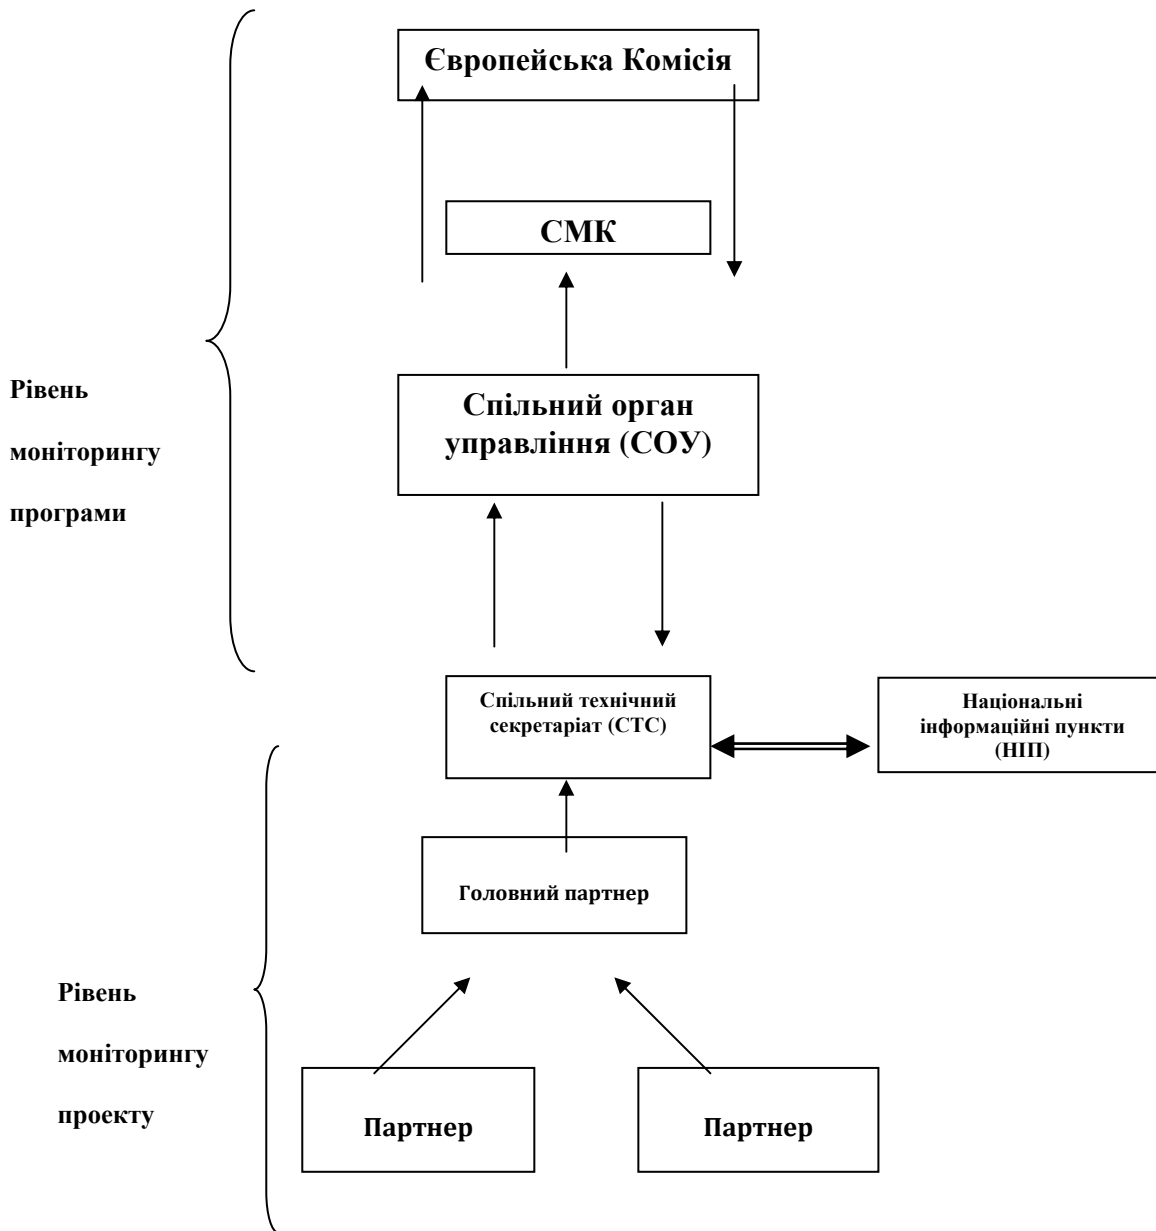 Європейська Комісія
СМК
Рівень
моніторингу
програми
Спільний орган
управління (СОУ)
Спільний технічний
секретаріат (СТС)
Національні
інформаційні пункти
(НІП)
Головний партнер
Рівень
моніторингу
проекту
Партнер
Партнер